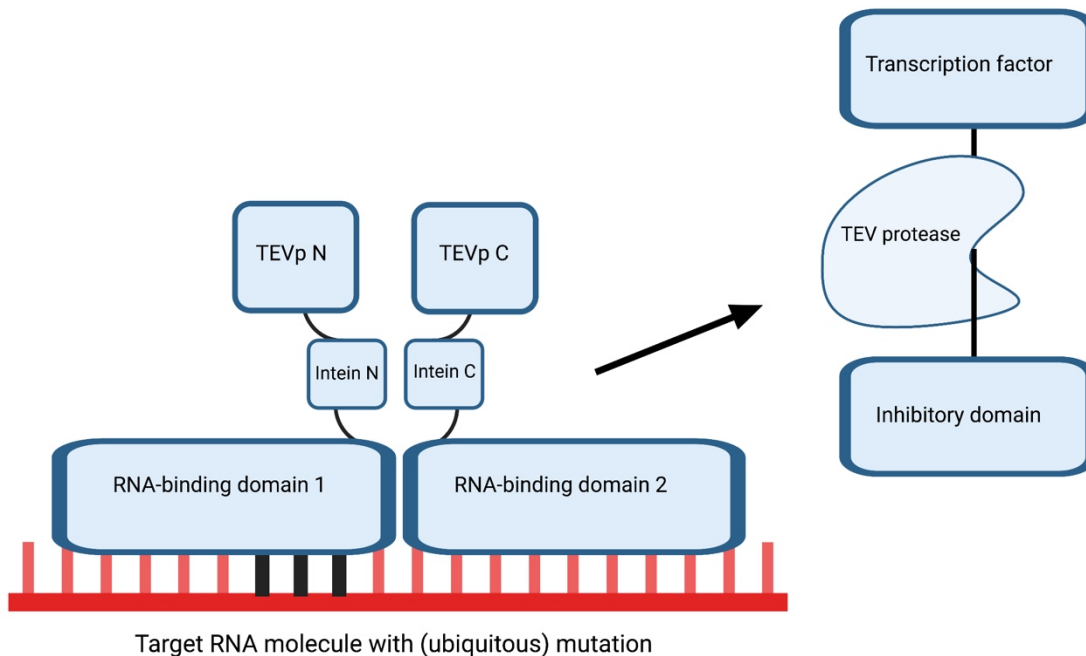 Transcription factor
TEV protease
TEVp N
TEVp C
Intein N
Intein C
Inhibitory domain
RNA-binding domain 1
RNA-binding domain 2
Target RNA molecule with (ubiquitous) mutation